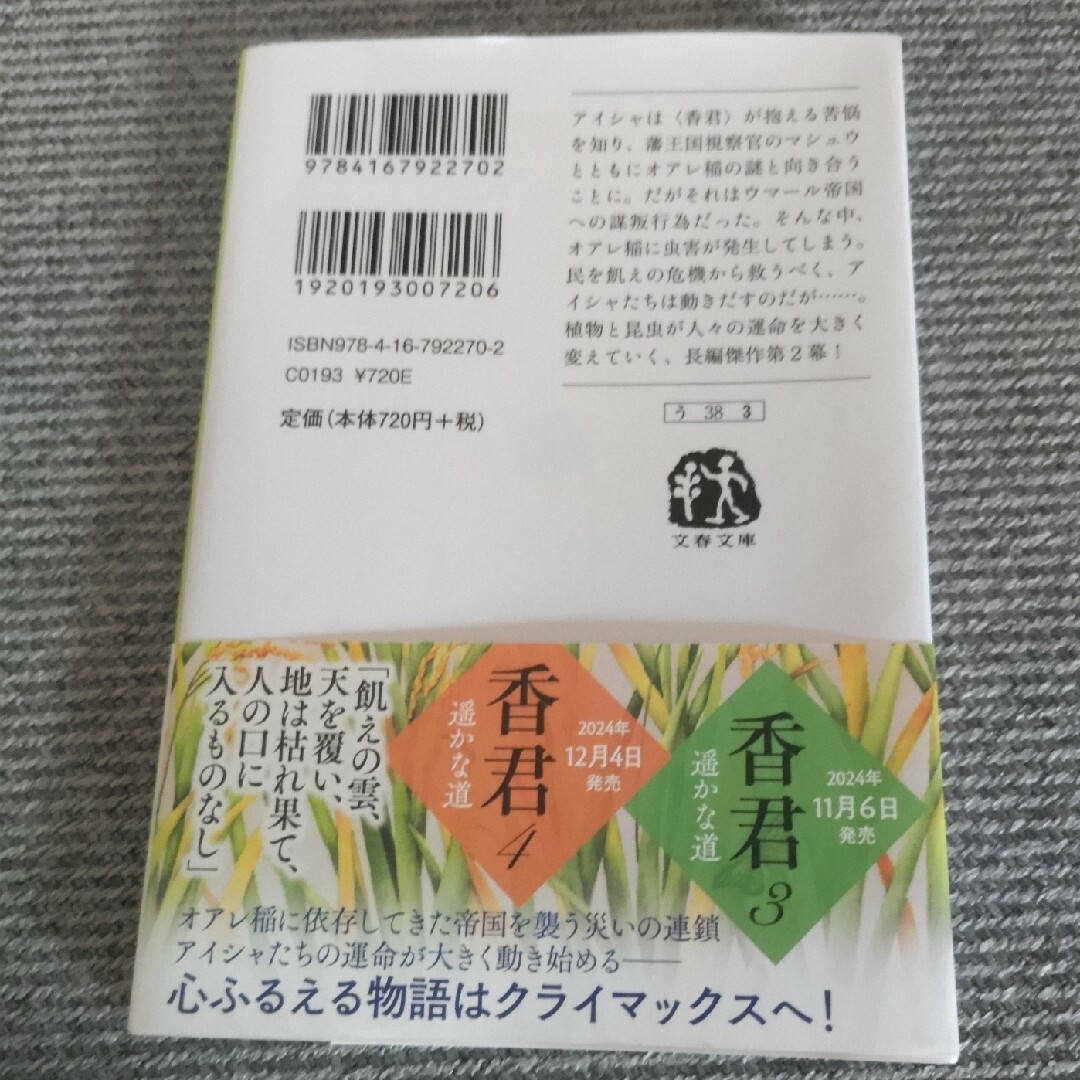 9784167922702
1920193007206
ISBN978-4-16-792270-2
C0193 ¥720E
定価(本体720円+税)
アイシャは〈香君〉が抱える苦悩
を知り、藩王国視察官のマシュウ
とともにオアレ稲の謎と向き合う
ことに。だがそれはウマール帝国
への謀叛行為だった。そんな中、
オアレ稲に虫害が発生してしまう。
民を飢えの危機から救うべく、ア
イシャたちは動きだすのだが……。
植物と昆虫が人々の運命を大きく
変えていく、長編傑作第2幕!
う 38 3
文春文庫
香君3
遥かな道
2024年
11月6日
発売
香君4
遥かな道
2024年
12月4日
発売
「飢えの雲、
天を覆い、
地は枯れ果て、
人の口に
入るものなし」
オアレ稲に依存してきた帝国を襲う災いの連鎖
アイシャたちの運命が大きく動き始める——
心ふるえる物語はクライマックスへ!